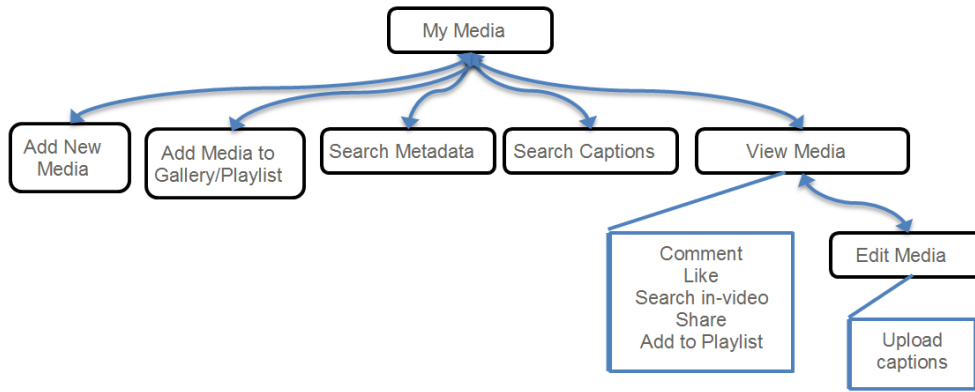 My Media
Add New
Media
Add Media to
Gallery/Playlist
Search Metadata
Search Captions
View Media
Comment
Like
Search in-video
Share
Add to Playlist
Edit Media
Upload
captions